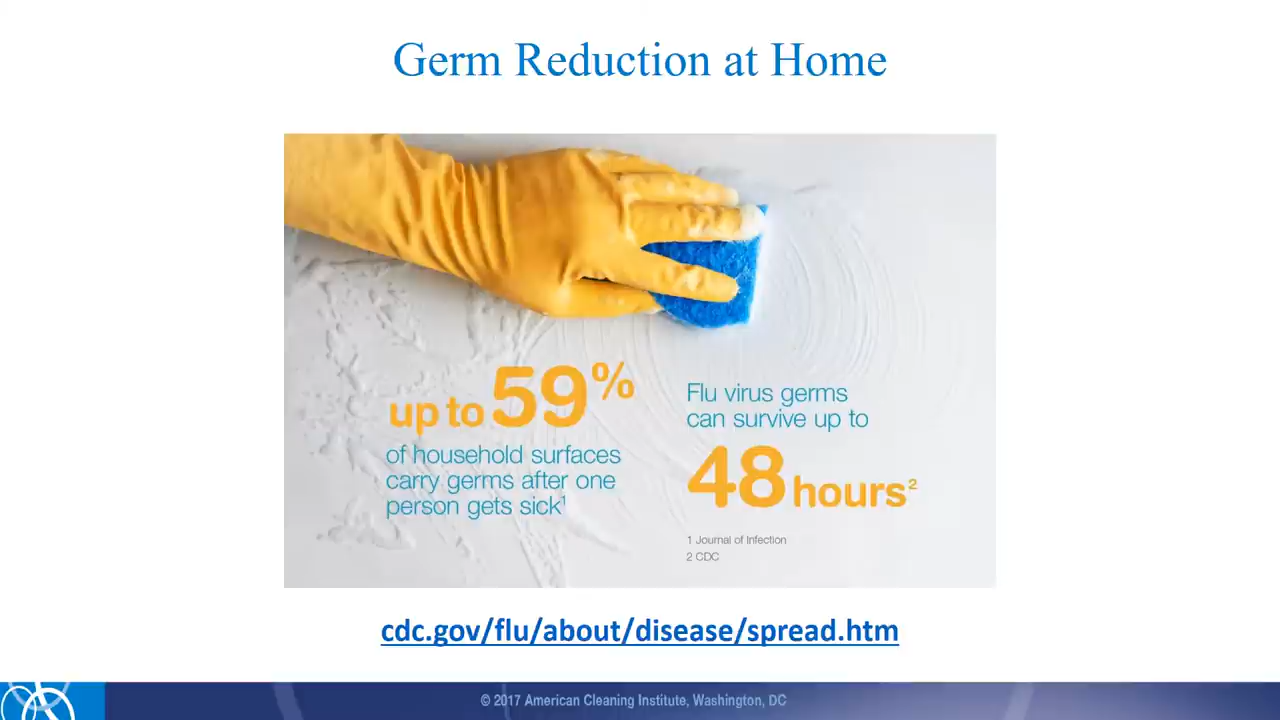 Germ Reduction at Home
up to 59%
of household surfaces
carry germs after one
person gets sick¹
Flu virus germs
can survive up to
48 hours²
1 Journal of Infection
2 CDC
cdc.gov/flu/about/disease/spread.htm
© 2017 American Cleaning Institute, Washington, DC